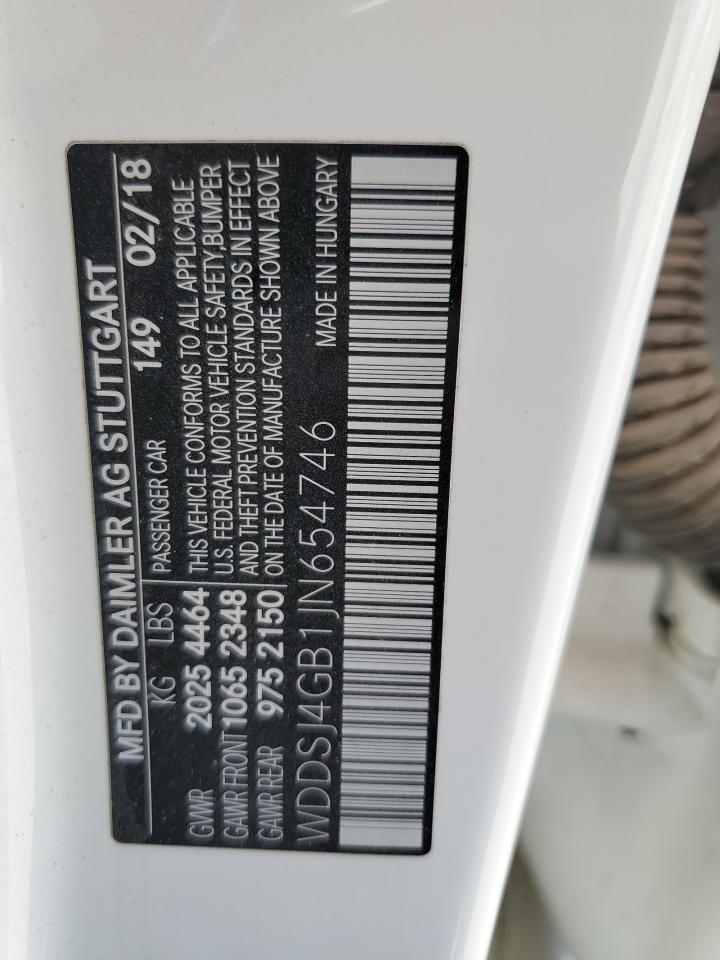 MFD BY DAIMLER AG STUTTGART
KG LBS PASSENGER CAR 149 02/18
GVWR 2025 4464 THIS VEHICLE CONFORMS TO ALL APPLICABLE
GAWR FRONT 1065 2348 U.S. FEDERAL MOTOR VEHICLE SAFETY,BUMPER
GAWR REAR 975 2150 AND THEFT PREVENTION STANDARDS IN EFFECT
ON THE DATE OF MANUFACTURE SHOWN ABOVE
WDDSJ4GB1JN654746 MADE IN HUNGARY